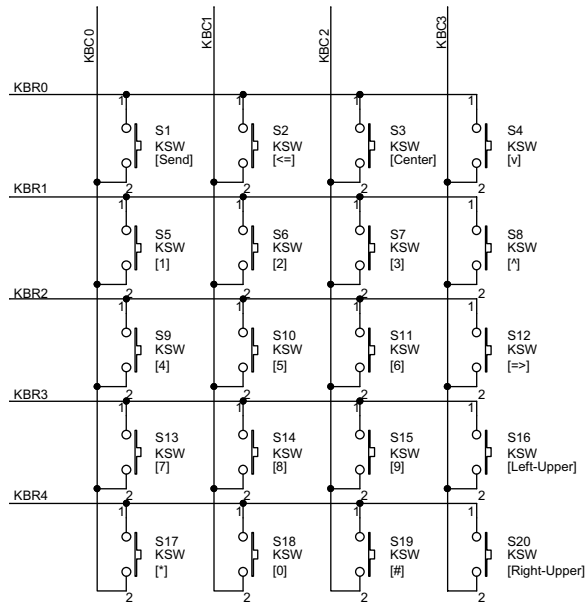 KBC0
KBC1
KBC2
KBC3
KBR0
1 1 1 1
S1 S2 S3 S4
KSW KSW KSW KSW
[Send] [<=] [Center] [v]
2 2 2 2
KBR1
1 1 1 1
S5 S6 S7 S8
KSW KSW KSW KSW
[1] [2] [3] [^]
2 2 2 2
KBR2
1 1 1 1
S9 S10 S11 S12
KSW KSW KSW KSW
[4] [5] [6] [=>]
2 2 2 2
KBR3
1 1 1 1
S13 S14 S15 S16
KSW KSW KSW KSW
[7] [8] [9] [Left-Upper]
2 2 2 2
KBR4
1 1 1 1
S17 S18 S19 S20
KSW KSW KSW KSW
[*] [0] [#] [Right-Upper]
2 2 2 2